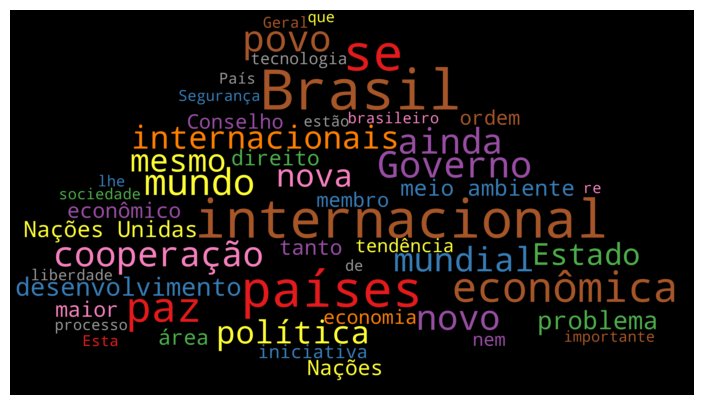 Geral que
povo se
tecnologia
País Brasil
Segurança
Conselho estão brasileiro ordem
internacionais ainda
mesmo direito Governo
mundo nova
lhe membro meio ambiente re
sociedade
econômico internacional
Nações Unidas
cooperação tanto tendência Estado
liberdade de mundial
desenvolvimento países econômica
maior paz economia novo problema
processo política
Esta área nem importante
iniciativa
Nações